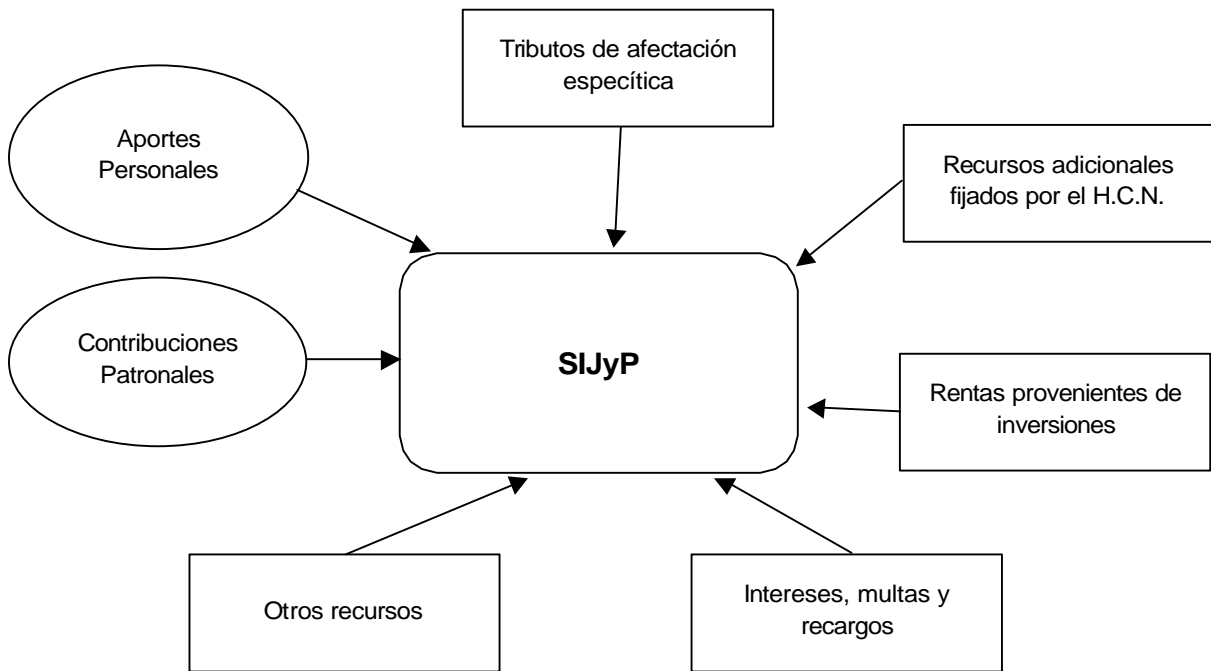 Tributos de afectación
específitica
Aportes
Personales
Recursos adicionales
fijados por el H.C.N.
Contribuciones
Patronales
SIJyP
Rentas provenientes de
inversiones
Otros recursos
Intereses, multas y
recargos